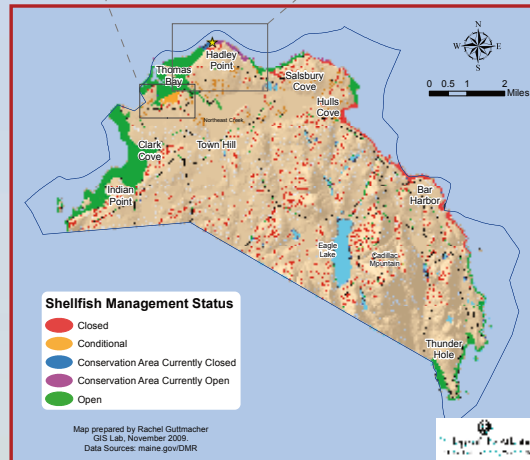 Hadley
Point
Thomas
Bay
Salsbury
Cove
Hulls
Cove
Northeast Creek
Clark
Cove
Town Hill
Indian
Point
Bar
Harbor
Eagle
Lake
Cadillac
Mountain
Thunder
Hole
N
W
E
S
0 0.5 1 2
Miles
Shellfish Management Status
Closed
Conditional
Conservation Area Currently Closed
Conservation Area Currently Open
Open
Map prepared by Rachel Guttmacher
GIS Lab, November 2009.
Data Sources: maine.gov/DMR